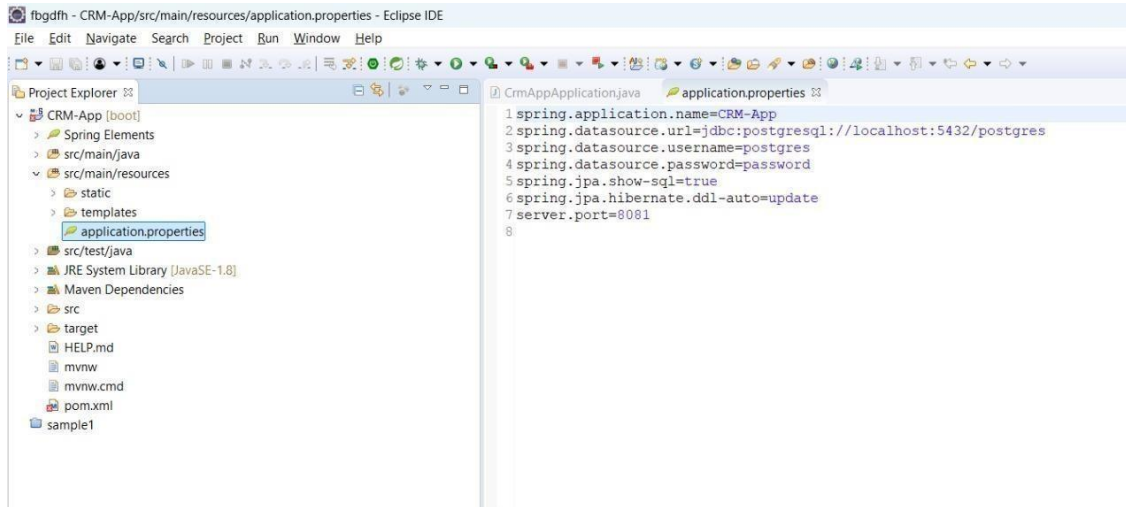 fbgdfh - CRM-App/src/main/resources/application.properties - Eclipse IDE
File Edit Navigate Search Project Run Window Help
Project Explorer
CrmAppApplication.java application.properties
CRM-App [boot]
Spring Elements
src/main/java
src/main/resources
static
templates
application.properties
src/test/java
JRE System Library [JavaSE-1.8]
Maven Dependencies
src
target
HELP.md
mvnw
mvnw.cmd
pom.xml
sample1
1 spring.application.name=CRM-App
2 spring.datasource.url=jdbc:postgresql://localhost:5432/postgres
3 spring.datasource.username=postgres
4 spring.datasource.password=password
5 spring.jpa.show-sql=true
6 spring.jpa.hibernate.ddl-auto=update
7 server.port=8081
8